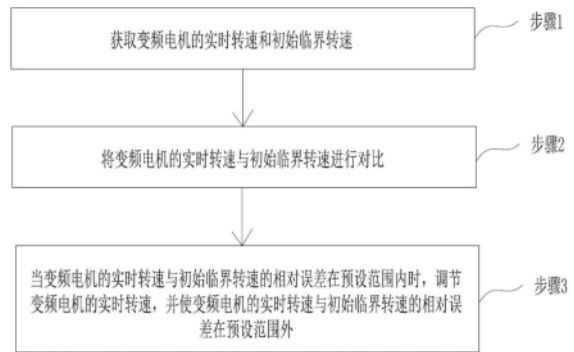 获取变频电机的实时转速和初始临界转速
步骤1
将变频电机的实时转速与初始临界转速进行对比
步骤2
当变频电机的实时转速与初始临界转速的相对误差在预设范围内时，调节
变频电机的实时转速，并使变频电机的实时转速与初始临界转速的相对误
差在预设范围外
步骤3